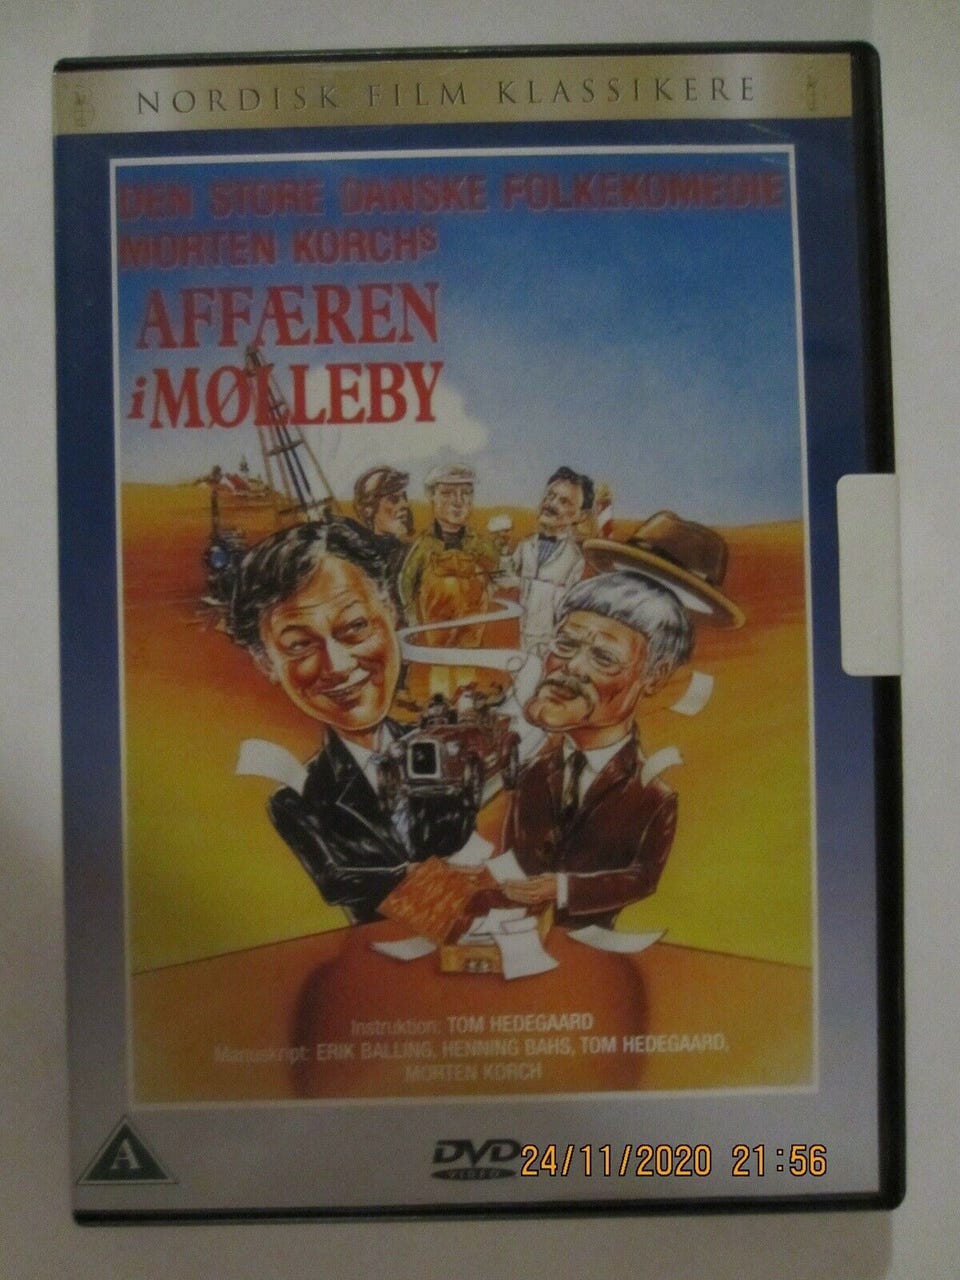 NORDISK FILM KLASSIKERE
DEN STORE DANSKE FOLKEKOMEDIE
MORTEN KORCHs
AFFÆREN
i MØLLEBY
Instruktion: TOM HEDEGAARD
Manuskript: ERIK BALLING, HENNING BAHS, TOM HEDEGAARD,
MORTEN KORCH
A
DVD
VIDEO
24/11/2020 21:56